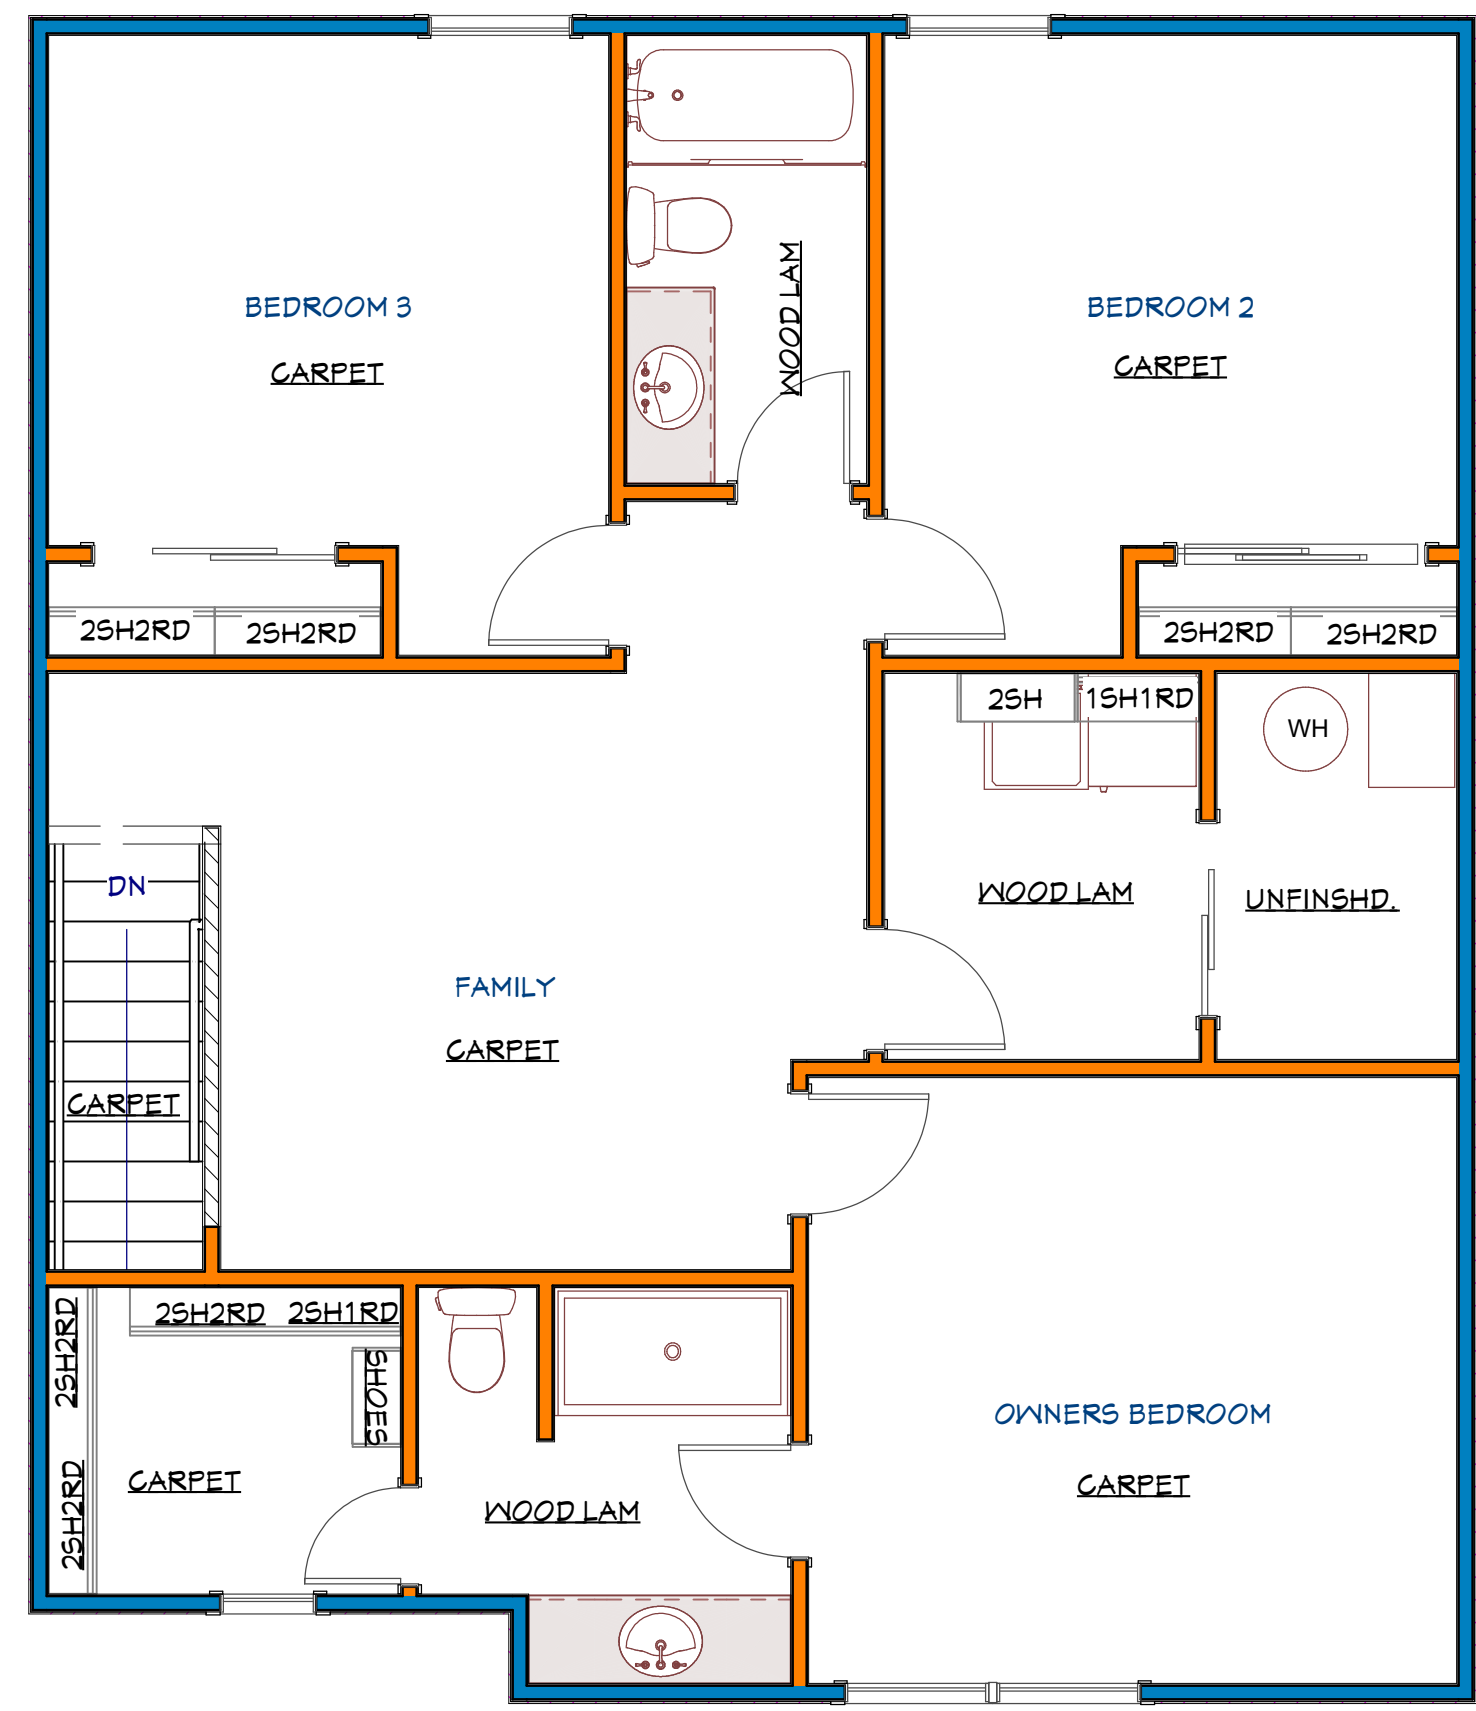 BEDROOM 3
CARPET
WOOD LAM
BEDROOM 2
CARPET
2SH2RD
2SH2RD
2SH2RD
2SH2RD
2SH
1SH1RD
WH
DN
WOOD LAM
UNFINSHD.
FAMILY
CARPET
CARPET
2SH2RD
2SH2RD
2SH1RD
SHOES
2SH2RD
CARPET
WOOD LAM
OWNERS BEDROOM
CARPET